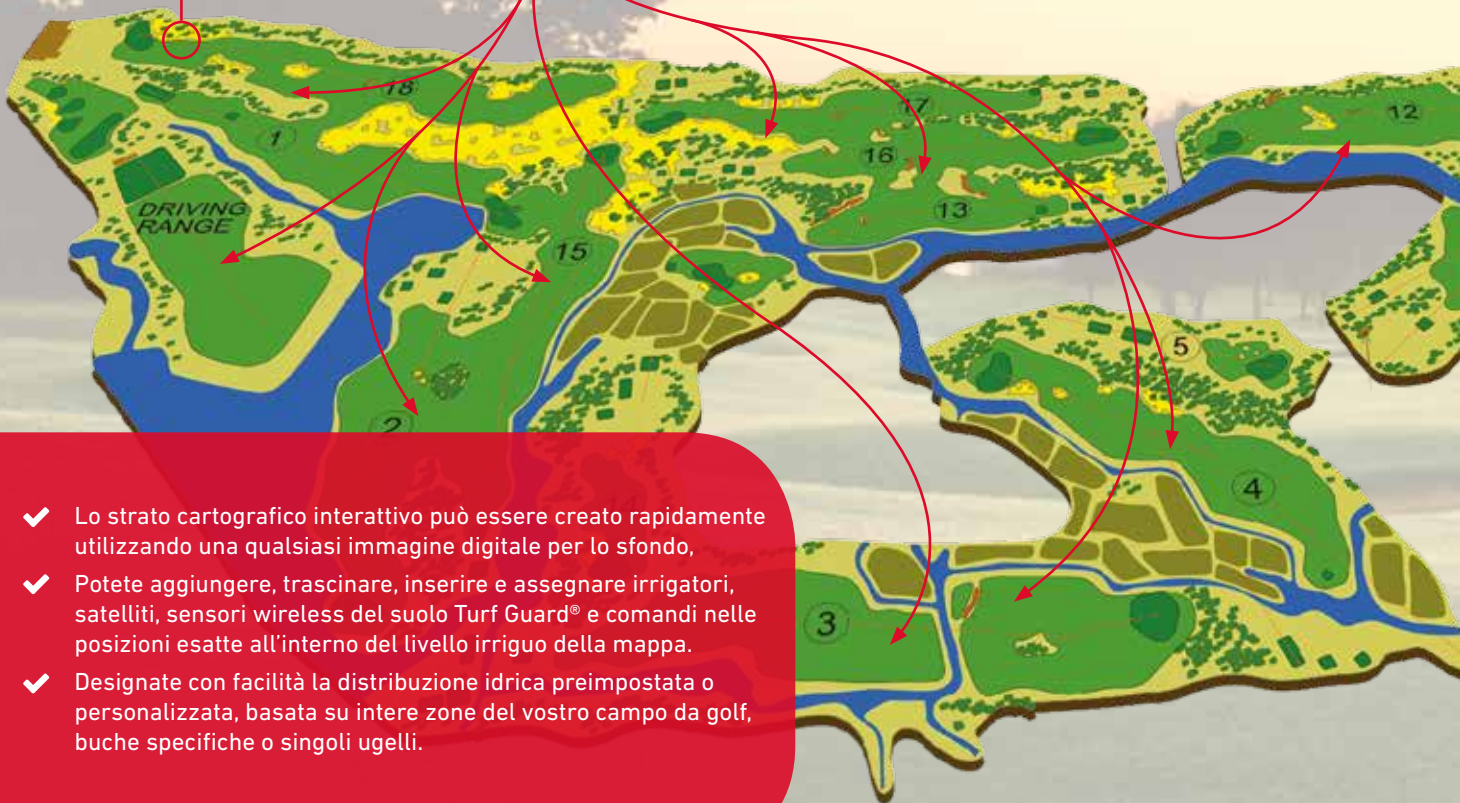 18
17
12
1
16
DRIVING
RANGE
13
15
5
2
4
14
3
Lo strato cartografico interattivo può essere creato rapidamente
utilizzando una qualsiasi immagine digitale per lo sfondo,
Potete aggiungere, trascinare, inserire e assegnare irrigatori,
satelliti, sensori wireless del suolo Turf Guard® e comandi nelle
posizioni esatte all'interno del livello irriguo della mappa.
Designate con facilità la distribuzione idrica preimpostata o
personalizzata, basata su intere zone del vostro campo da golf,
buche specifiche o singoli ugelli.